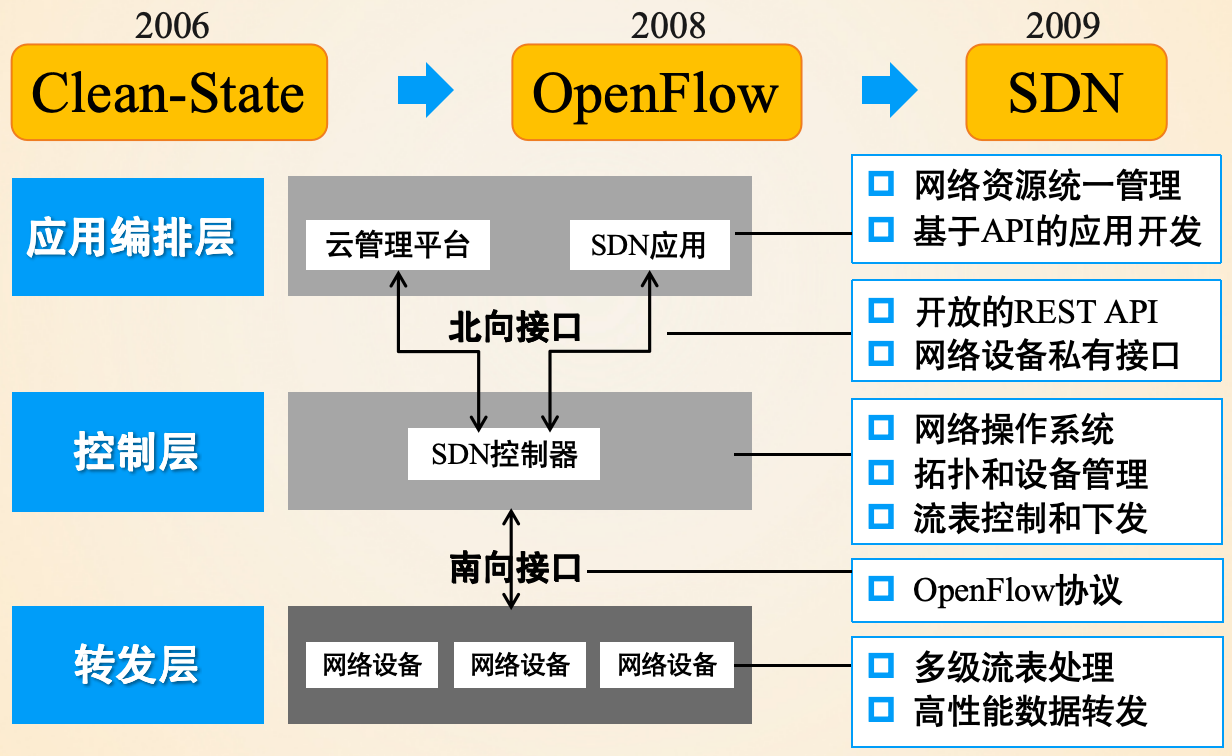 2006
2008
2009
Clean-State
OpenFlow
SDN
应用编排层
云管理平台
SDN应用
网络资源统一管理
基于API的应用开发
北向接口
开放的REST API
网络设备私有接口
控制层
SDN控制器
网络操作系统
拓扑和设备管理
流表控制和下发
南向接口
OpenFlow协议
转发层
网络设备
网络设备
网络设备
多级流表处理
高性能数据转发